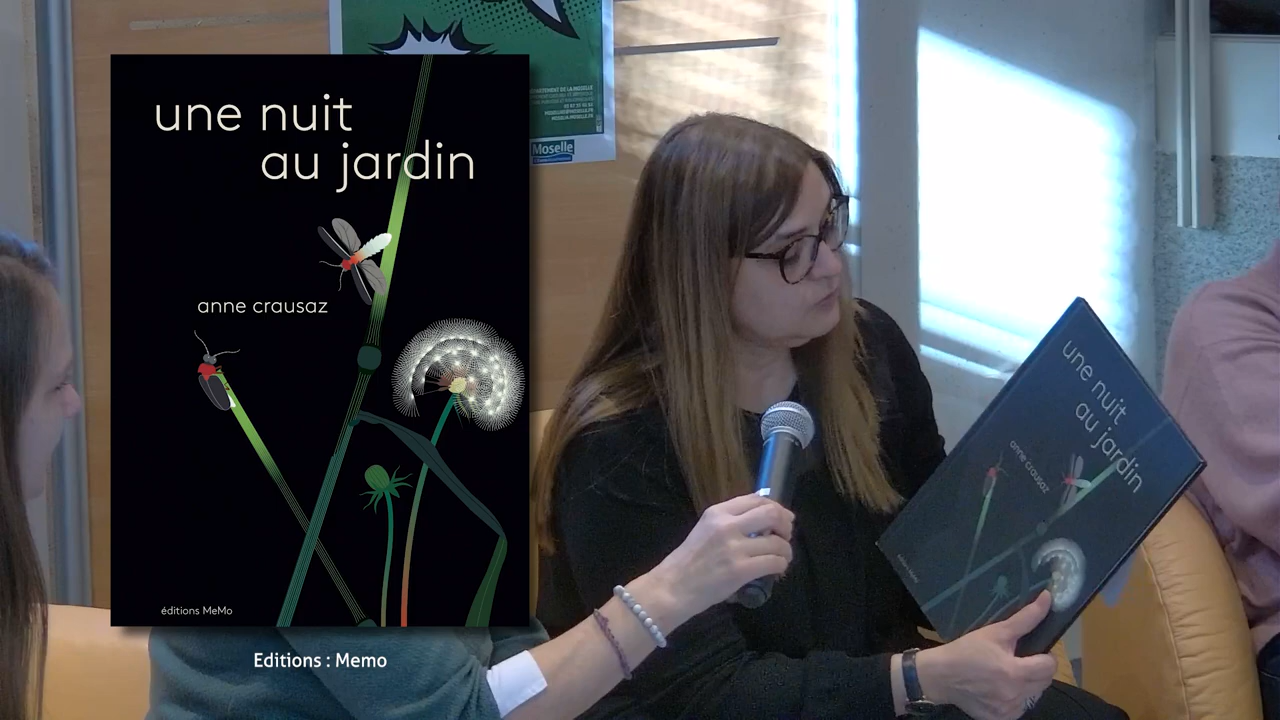 une nuit
au jardin
anne crausaz
éditions MeMo
Editions : Memo
Moselle
une nuit
au jardin
anne crausaz